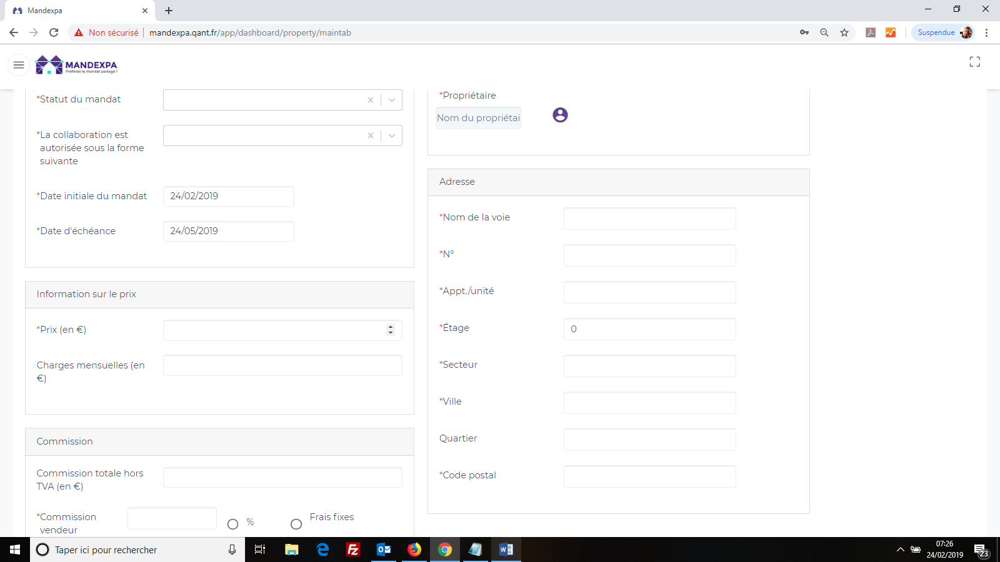 Mandexpa
Non sécurisé
mandexpa.qant.fr/app/dashboard/property/maintab
Suspendue
MANDEXPA
Préférez le mandat partagé !
*Statut du mandat
*La collaboration est
autorisée sous la forme
suivante
*Date initiale du mandat
24/02/2019
*Date d'échéance
24/05/2019
Information sur le prix
*Prix (en €)
Charges mensuelles (en
€)
Commission
Commission totale hors
TVA (en €)
*Commission
vendeur
%
Frais fixes
*Propriétaire
Nom du propriétai
Adresse
*Nom de la voie
*N°
*Appt./unité
*Étage
0
*Secteur
*Ville
Quartier
*Code postal
Taper ici pour rechercher
07:26
24/02/2019
23